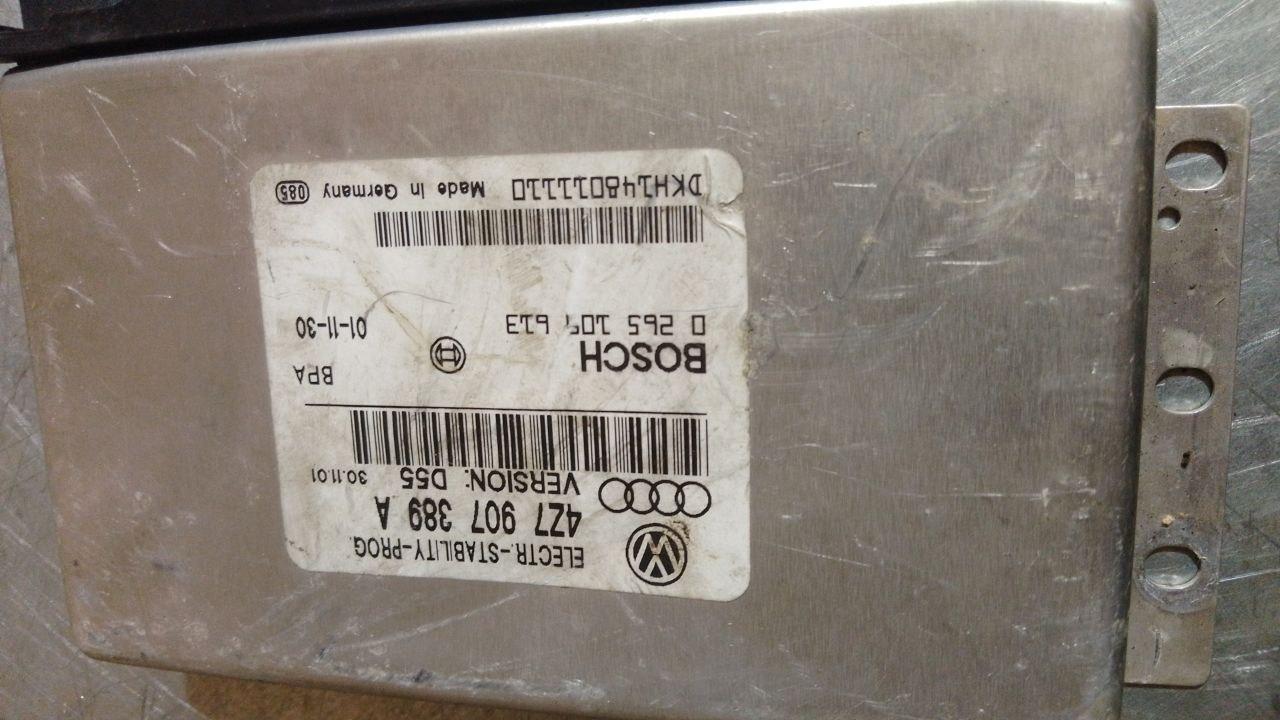 ELECTR.-STABILITY-PROG.
4Z7 907 389 A
VERSION: D55 30.11.01
BPA
BOSCH
0 265 109 613 01-11-30
DKH148011110 Made In Germany 085